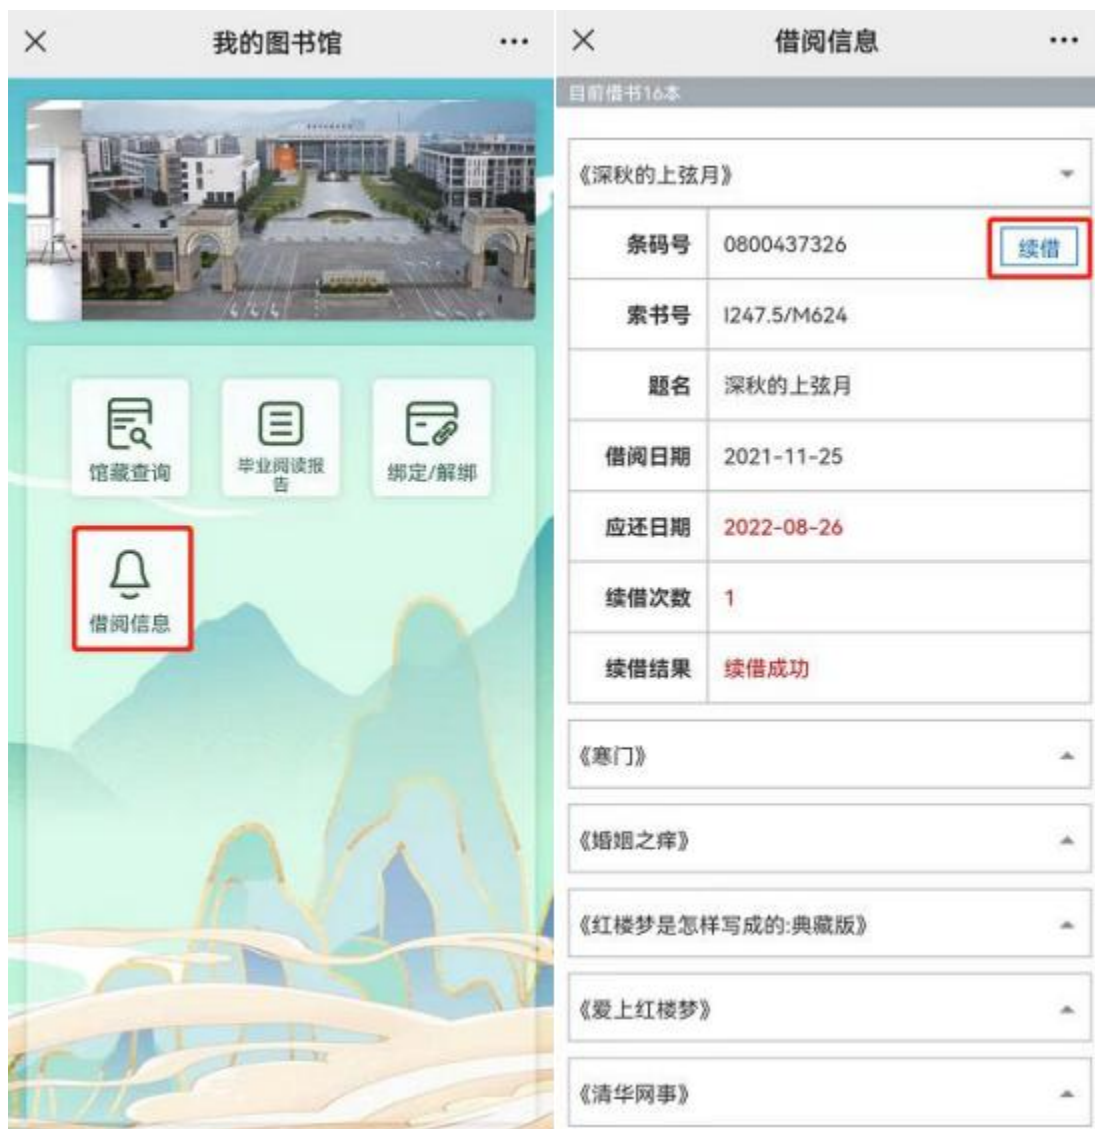 我的图书馆
馆藏查询
毕业阅读报
告
绑定/解绑
借阅信息
借阅信息
目前借书16本
《深秋的上弦月》
条码号 0800437326 续借
索书号 I247.5/M624
题名 深秋的上弦月
借阅日期 2021-11-25
应还日期 2022-08-26
续借次数 1
续借结果 续借成功
《寒门》
《婚姻之痒》
《红楼梦是怎样写成的:典藏版》
《爱上红楼梦》
《清华网事》